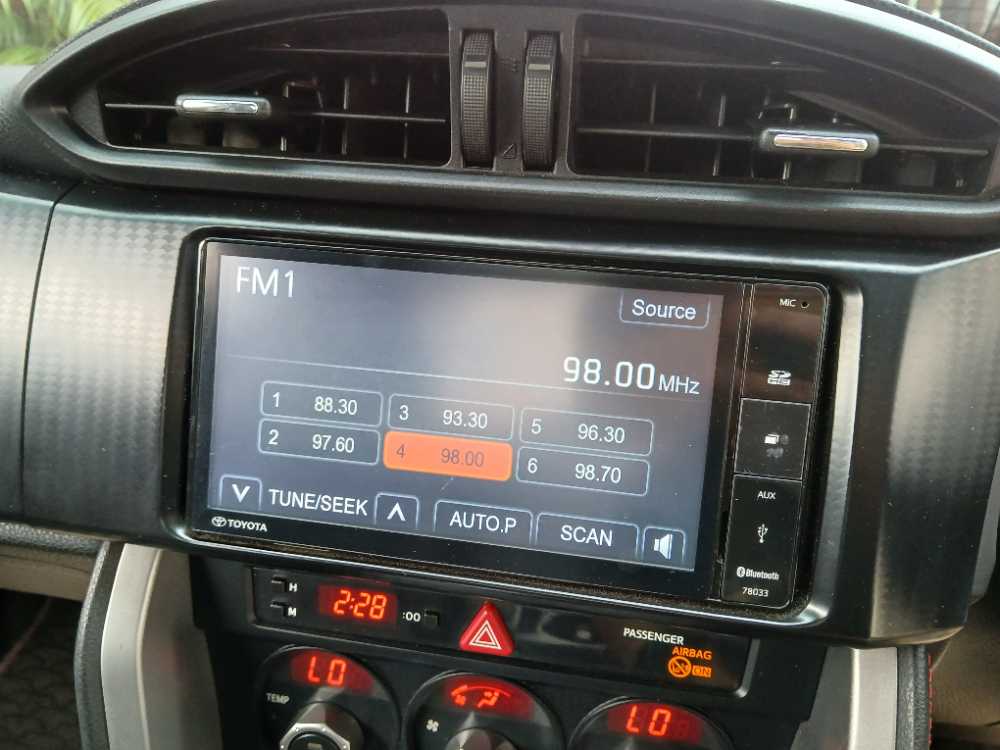 FM1
Source
MIC
98.00 MHz
1 88.30
3 93.30
5 96.30
2 97.60
4 98.00
6 98.70
TUNE/SEEK
AUTO.P
SCAN
TOYOTA
AUX
Bluetooth
78033
H
M
2:28
:00
PASSENGER
AIRBAG
ON
TEMP
LO
LO